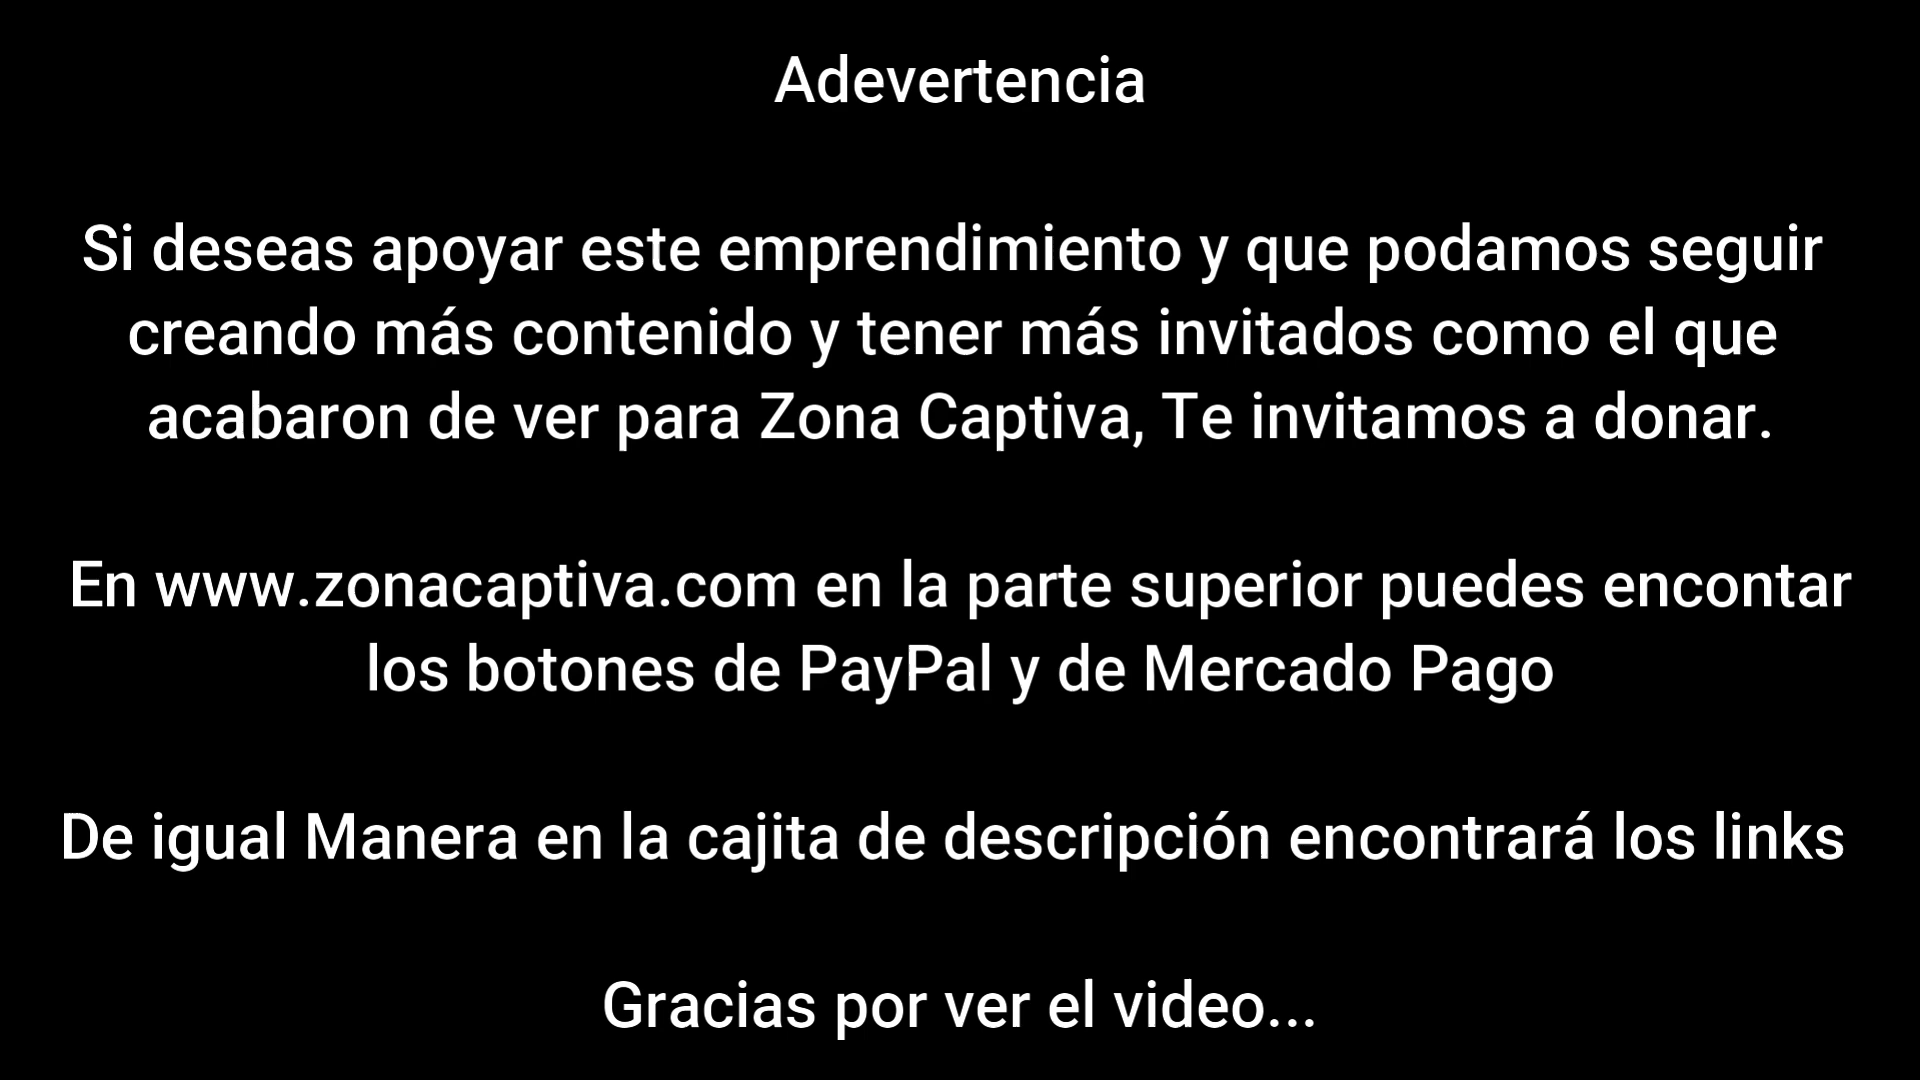 Adevertencia
Si deseas apoyar este emprendimiento y que podamos seguir
creando más contenido y tener más invitados como el que
acabaron de ver para Zona Captiva, Te invitamos a donar.
En www.zonacaptiva.com en la parte superior puedes encontar
los botones de PayPal y de Mercado Pago
De igual Manera en la cajita de descripción encontrará los links
Gracias por ver el video...